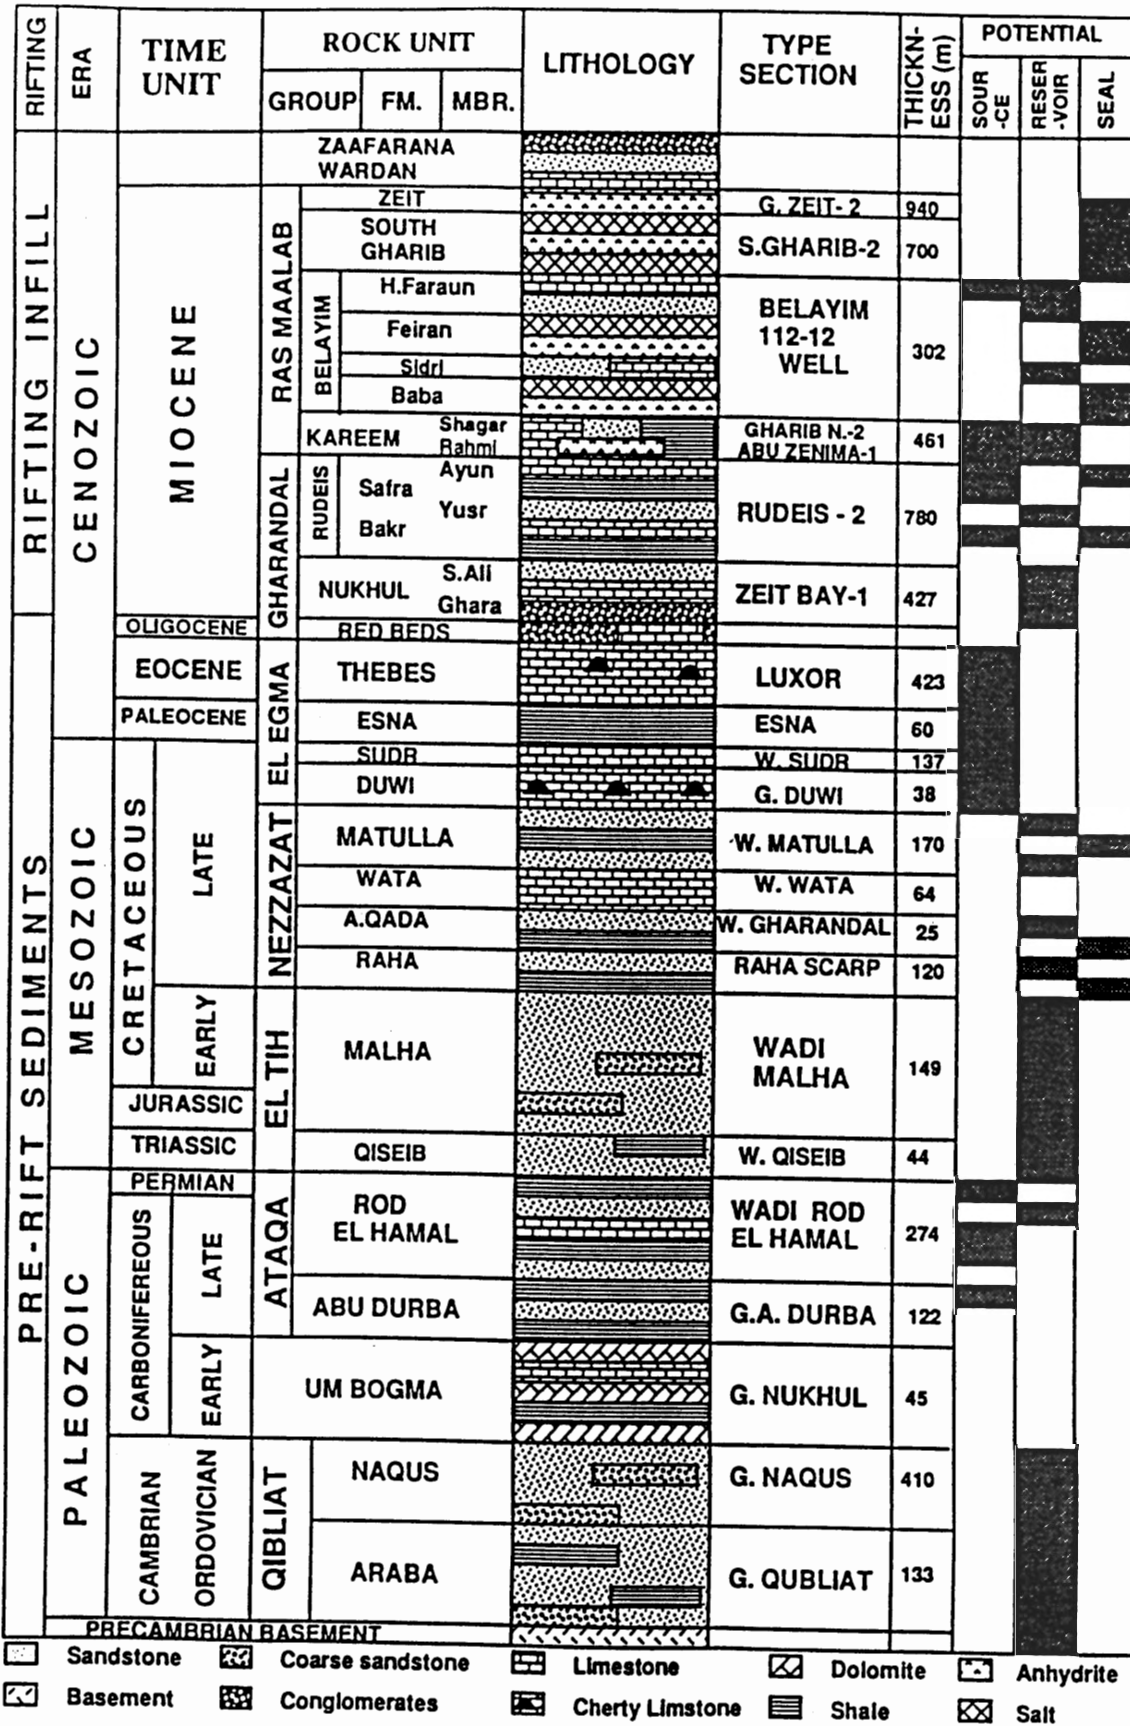 RIFTING
ERA
TIME
UNIT
ROCK UNIT
GROUP
FM.
MBR.
LITHOLOGY
TYPE
SECTION
THICKN-
ESS (m)
POTENTIAL
SOUR
-CE
RESER
-VOIR
SEAL
RIFTING INFILL
PRE-RIFT SEDIMENTS
CENOZOIC
MESOZOIC
PALEOZOIC
MIOCENE
OLIGOCENE
EOCENE
PALEOCENE
CRETACEOUS
LATE
EARLY
JURASSIC
TRIASSIC
PERMIAN
CARBONIFEREOUS
LATE
EARLY
CAMBRIAN
ORDOVICIAN
RAS MAALAB
GHARANDAL
EL EGMA
NEZZAZAT
EL TIH
ATAQA
QIBLIAT
ZAAFARANA
WARDAN
ZEIT
G. ZEIT- 2
940
SOUTH
GHARIB
S.GHARIB-2
700
BELAYIM
H.Faraun
Feiran
Sidri
Baba
BELAYIM
112-12
WELL
302
KAREEM
Shagar
Rahmi
GHARIB N.-2
ABU ZENIMA-1
461
RUDEIS
Ayun
Safra
Yusr
Bakr
RUDEIS - 2
780
NUKHUL
S.Ali
Ghara
ZEIT BAY-1
427
RED BEDS
THEBES
LUXOR
423
ESNA
ESNA
60
SUDR
W. SUDR
137
DUWI
G. DUWI
38
MATULLA
W. MATULLA
170
WATA
W. WATA
64
A.QADA
W. GHARANDAL
25
RAHA
RAHA SCARP
120
MALHA
WADI
MALHA
149
QISEIB
W. QISEIB
44
ROD
EL HAMAL
WADI ROD
EL HAMAL
274
ABU DURBA
G.A. DURBA
122
UM BOGMA
G. NUKHUL
45
NAQUS
G. NAQUS
410
ARABA
G. QUBLIAT
133
PRECAMBRIAN BASEMENT
Sandstone
Coarse sandstone
Limestone
Dolomite
Anhydrite
Basement
Conglomerates
Cherty Limstone
Shale
Salt